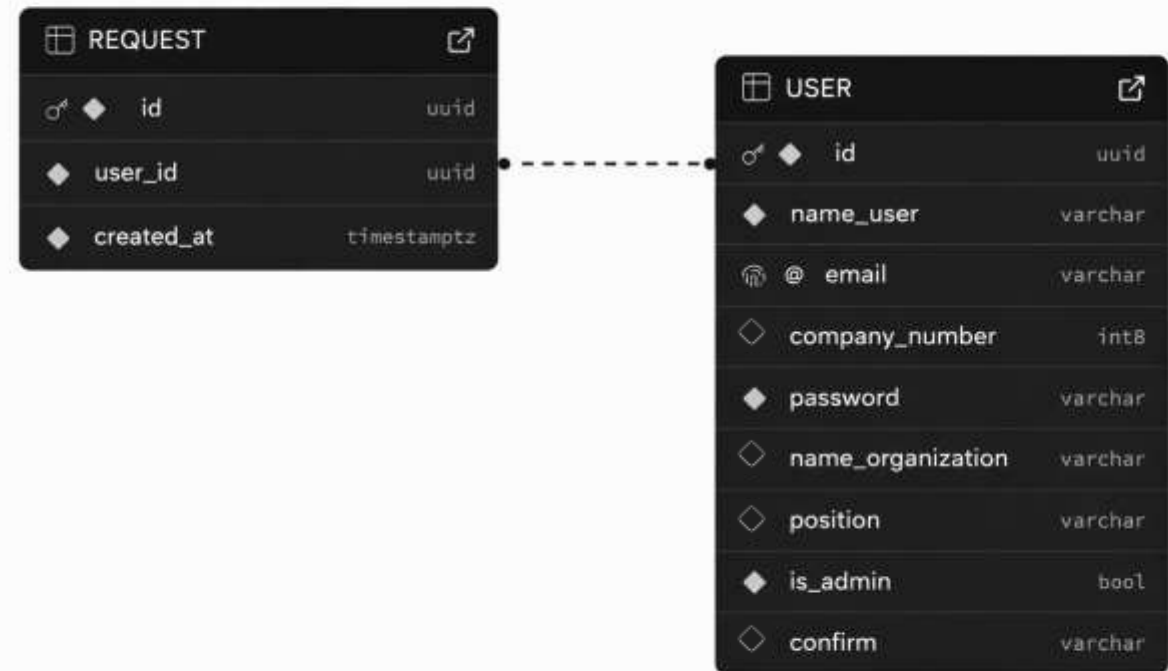 REQUEST
id uuid
user_id uuid
created_at timestamptz
USER
id uuid
name_user varchar
@ email varchar
company_number int8
password varchar
name_organization varchar
position varchar
is_admin bool
confirm varchar